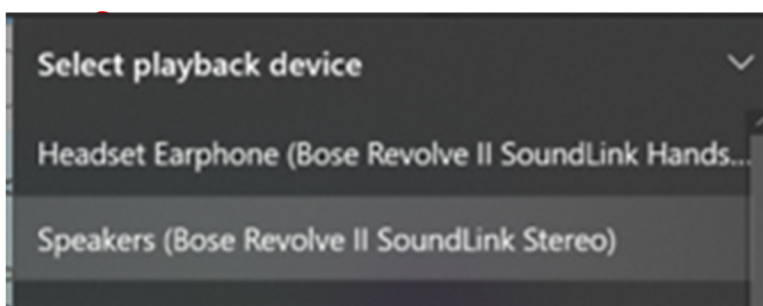 Select playback device
Headset Earphone (Bose Revolve II SoundLink Hands...
Speakers (Bose Revolve II SoundLink Stereo)